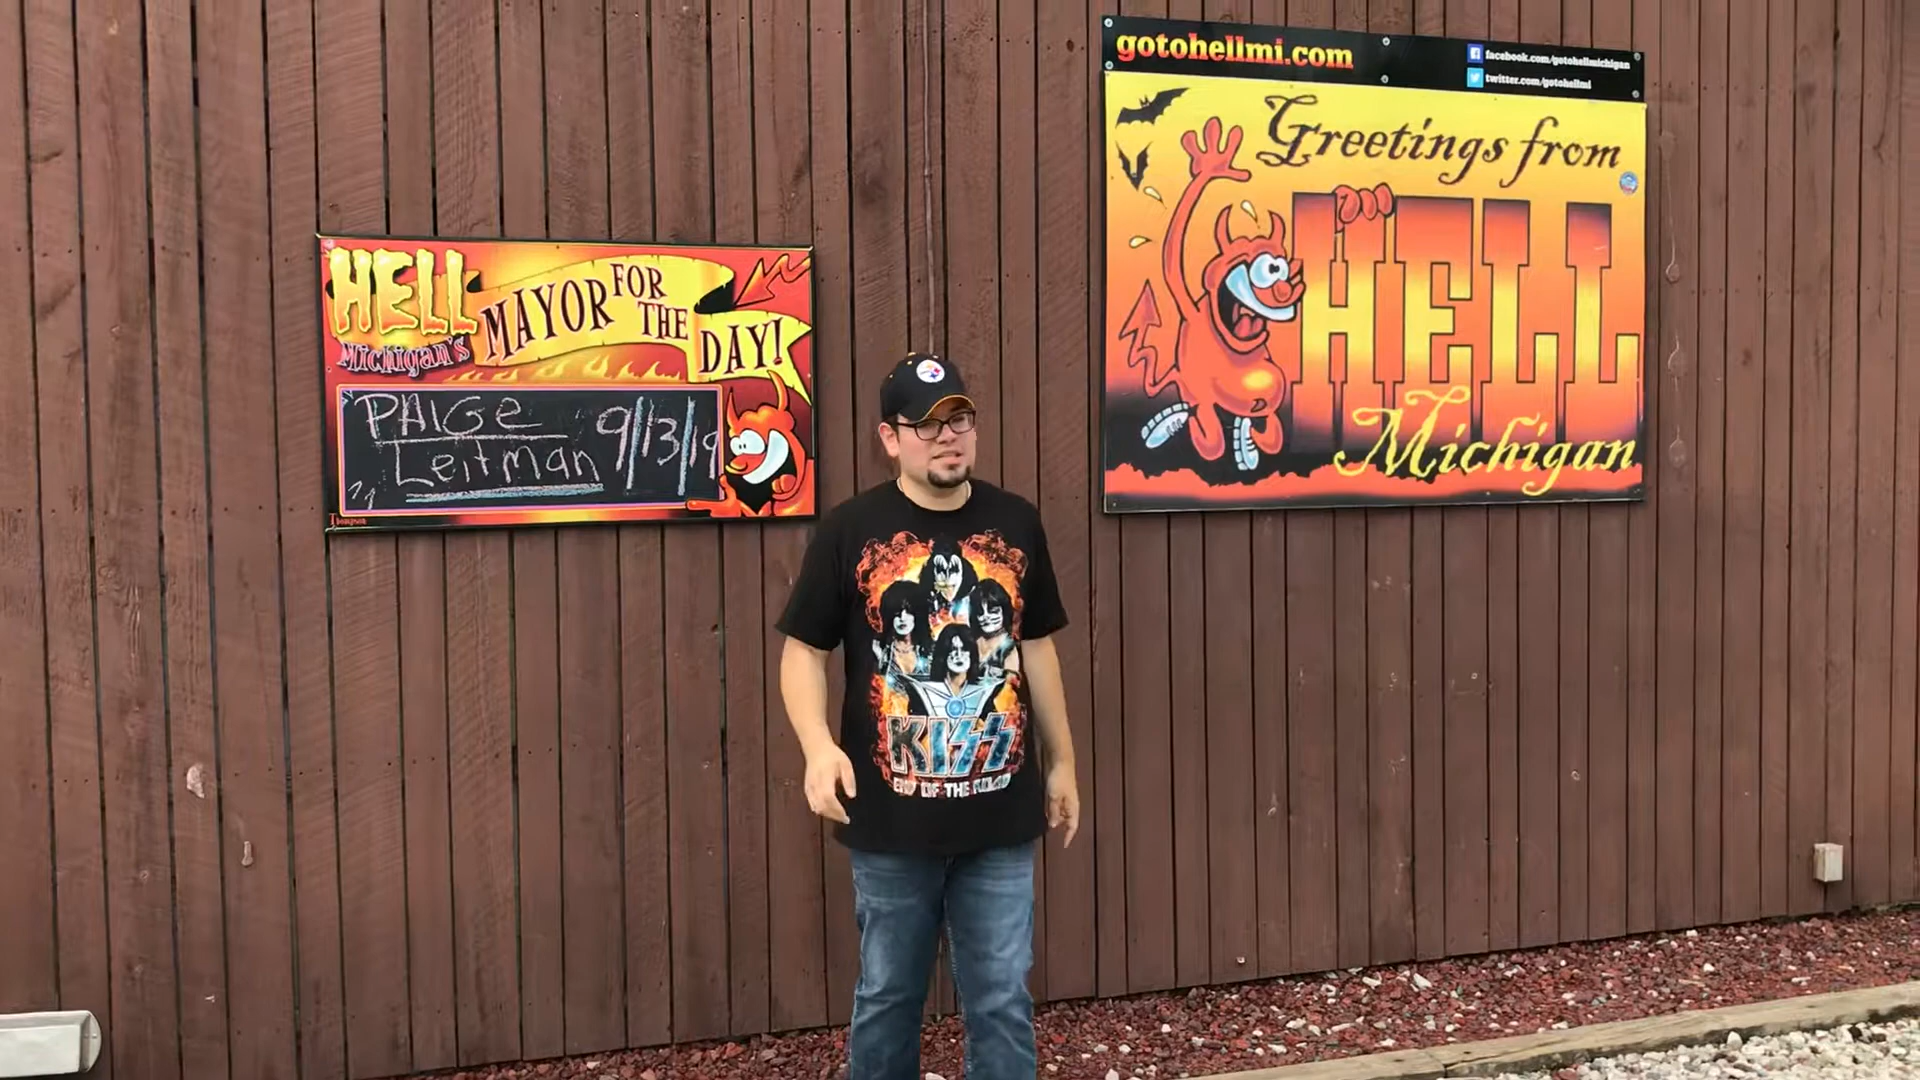 gotohellmi.com
facebook.com/gotohellmichigan
twitter.com/gotohellmi
Greetings from
HELL
Michigan
HELL
Michigan's
MAYOR FOR THE DAY!
PAIGE
Leitman
9/13/19
Thompson
KISS
END OF THE ROAD